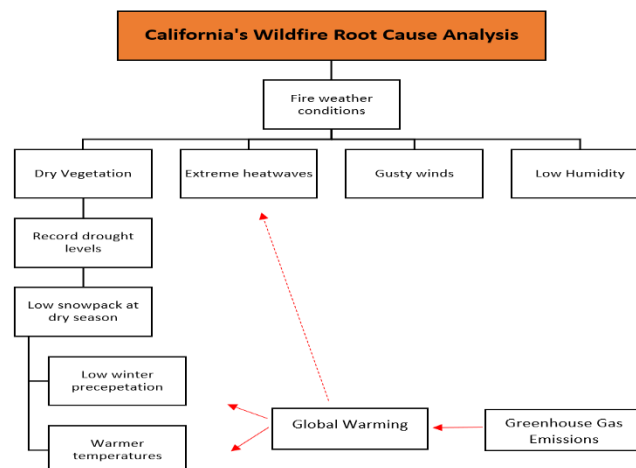 California's Wildfire Root Cause Analysis
Fire weather
conditions
Dry Vegetation
Extreme heatwaves
Gusty winds
Low Humidity
Record drought
levels
Low snowpack at
dry season
Low winter
precepetation
Global Warming
Greenhouse Gas
Emissions
Warmer
temperatures